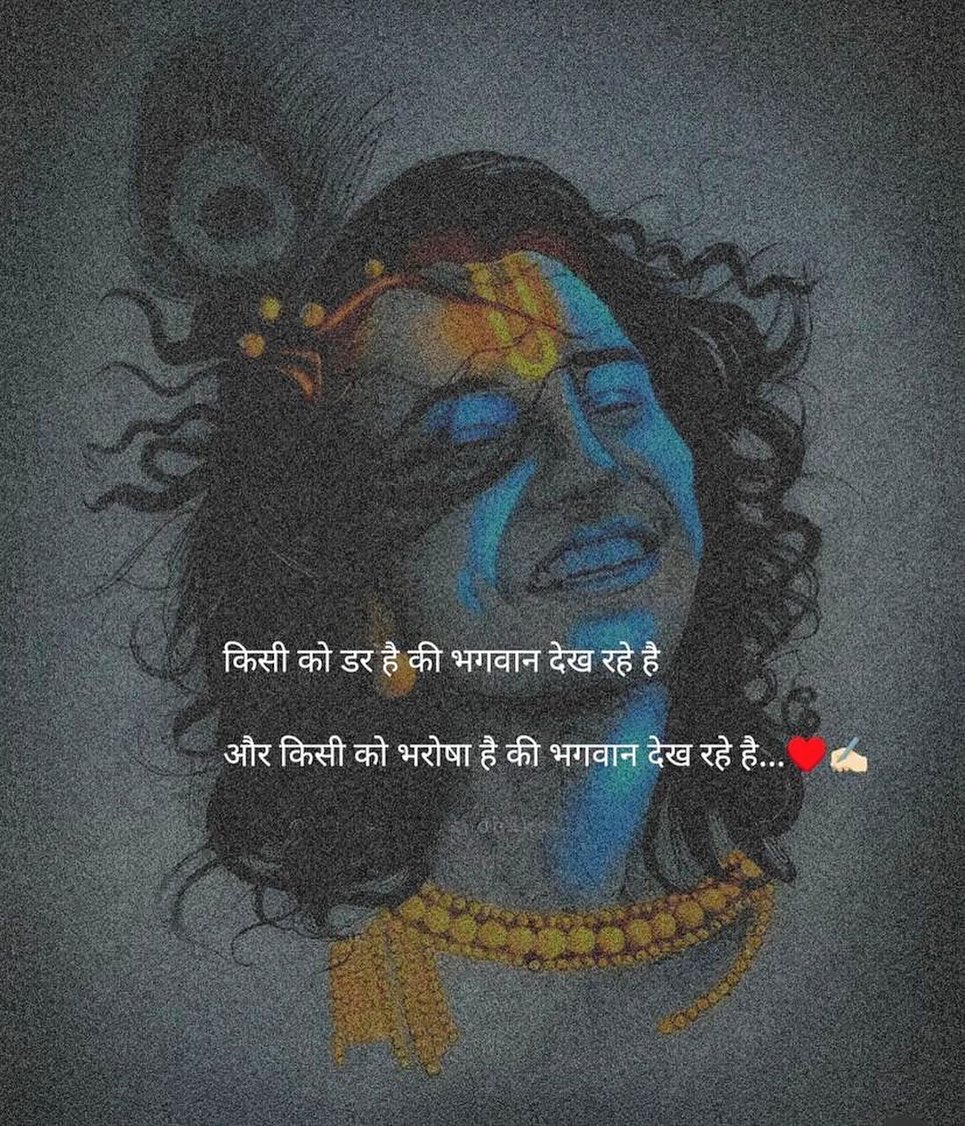 किसी को डर है की भगवान देख रहे है
और किसी को भरोषा है की भगवान देख रहे है...❤️✍🏻